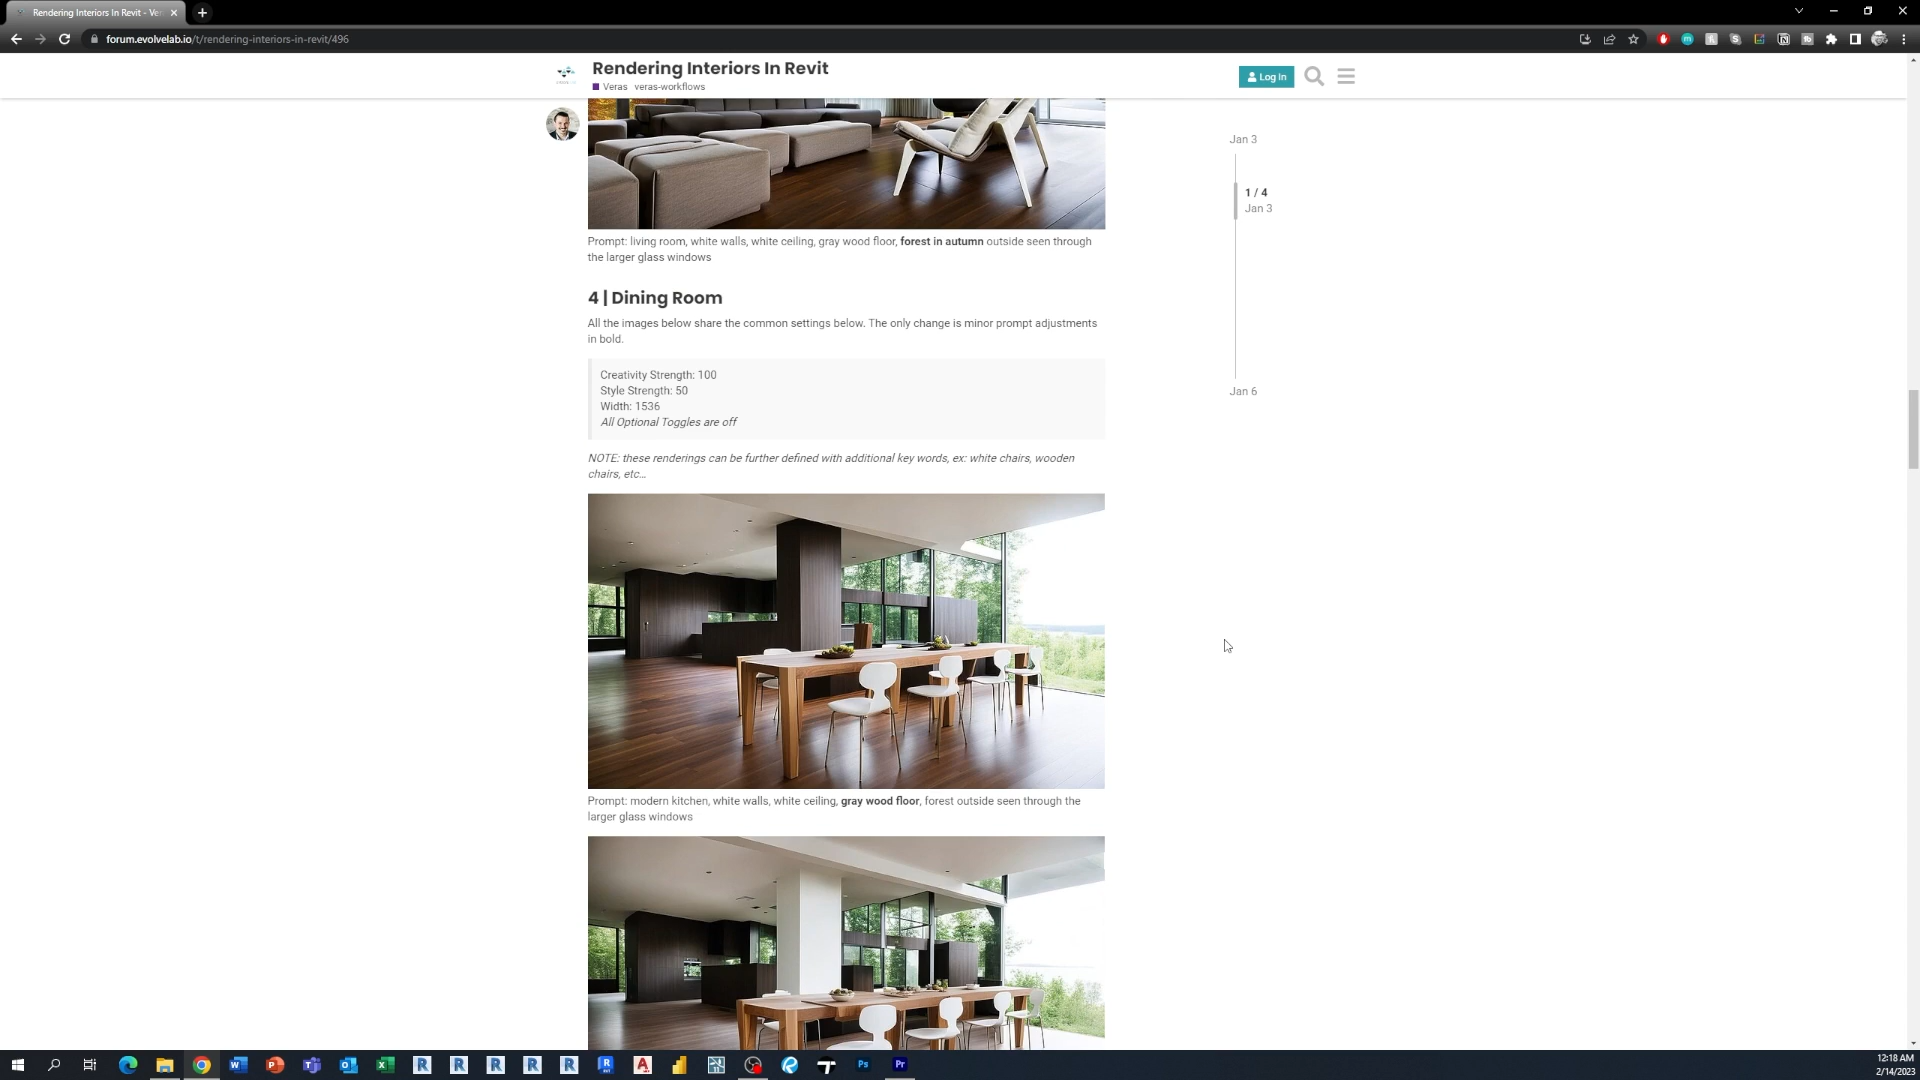 Rendering Interiors In Revit - Ver
forum.evolvelab.io/t/rendering-interiors-in-revit/496
Rendering Interiors In Revit
Veras veras-workflows
Log In
Jan 3
1 / 4
Jan 3
Jan 6
Prompt: living room, white walls, white ceiling, gray wood floor, forest in autumn outside seen through
the larger glass windows
4 | Dining Room
All the images below share the common settings below. The only change is minor prompt adjustments
in bold.
Creativity Strength: 100
Style Strength: 50
Width: 1536
All Optional Toggles are off
NOTE: these renderings can be further defined with additional key words, ex: white chairs, wooden
chairs, etc...
Prompt: modern kitchen, white walls, white ceiling, gray wood floor, forest outside seen through the
larger glass windows
12:18 AM
2/14/2023